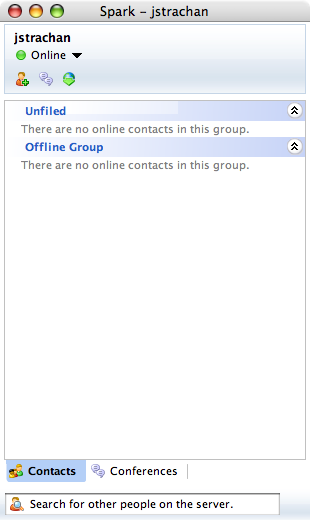 Spark - jstrachan
jstrachan
Online
Unfiled
There are no online contacts in this group.
Offline Group
There are no online contacts in this group.
Contacts Conferences
Search for other people on the server.